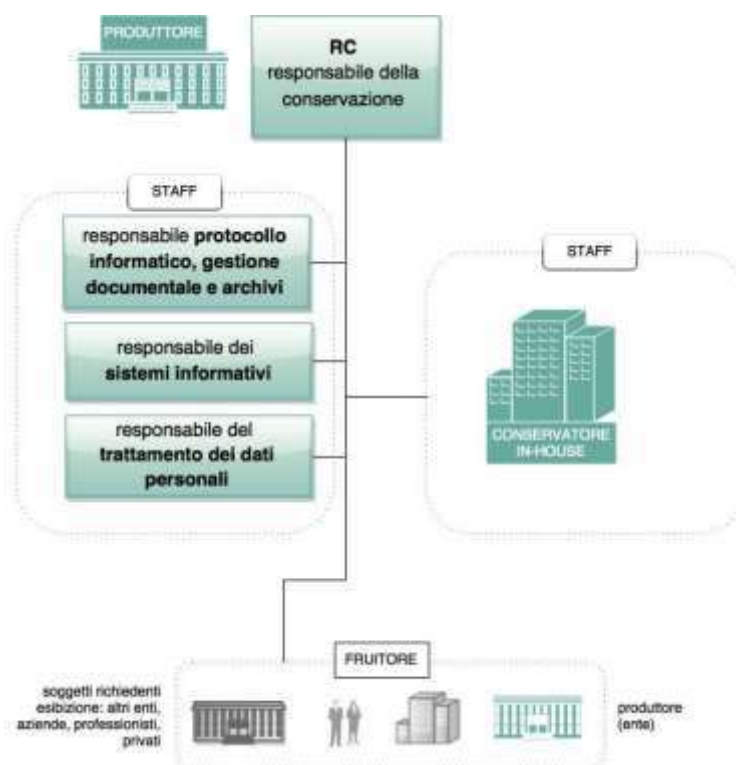 PRODUTTORE
RC
responsabile della
conservazione
STAFF
responsabile protocollo
informatico, gestione
documentale e archivi
responsabile dei
sistemi informativi
responsabile del
trattamento dei dati
personali
STAFF
CONSERVATORE
IN-HOUSE
FRUITORE
soggetti richiedenti
esibizione: altri enti,
aziende, professionisti,
privati
produttore
(ente)